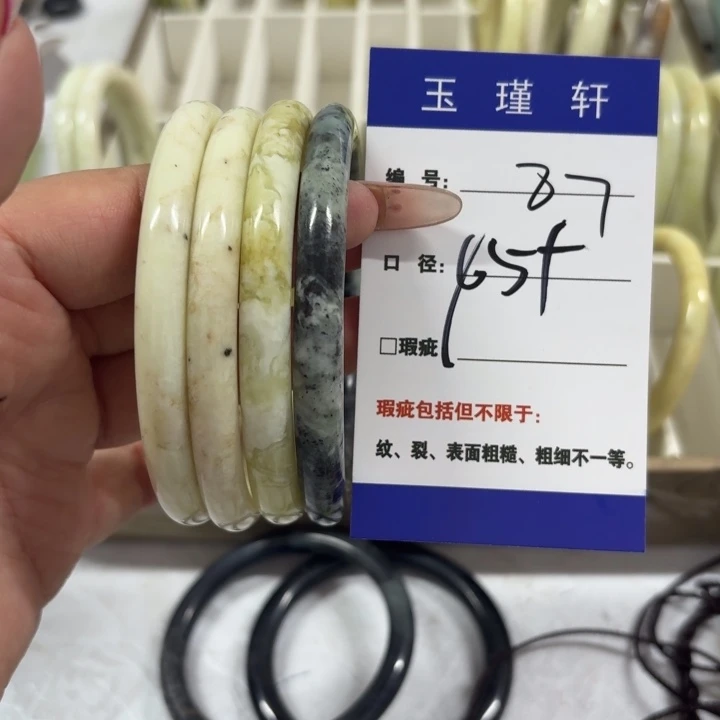 玉瑾轩
编号: 87
口径: 65+
□瑕疵
瑕疵包括但不限于:
纹、裂、表面粗糙、粗细不一等。